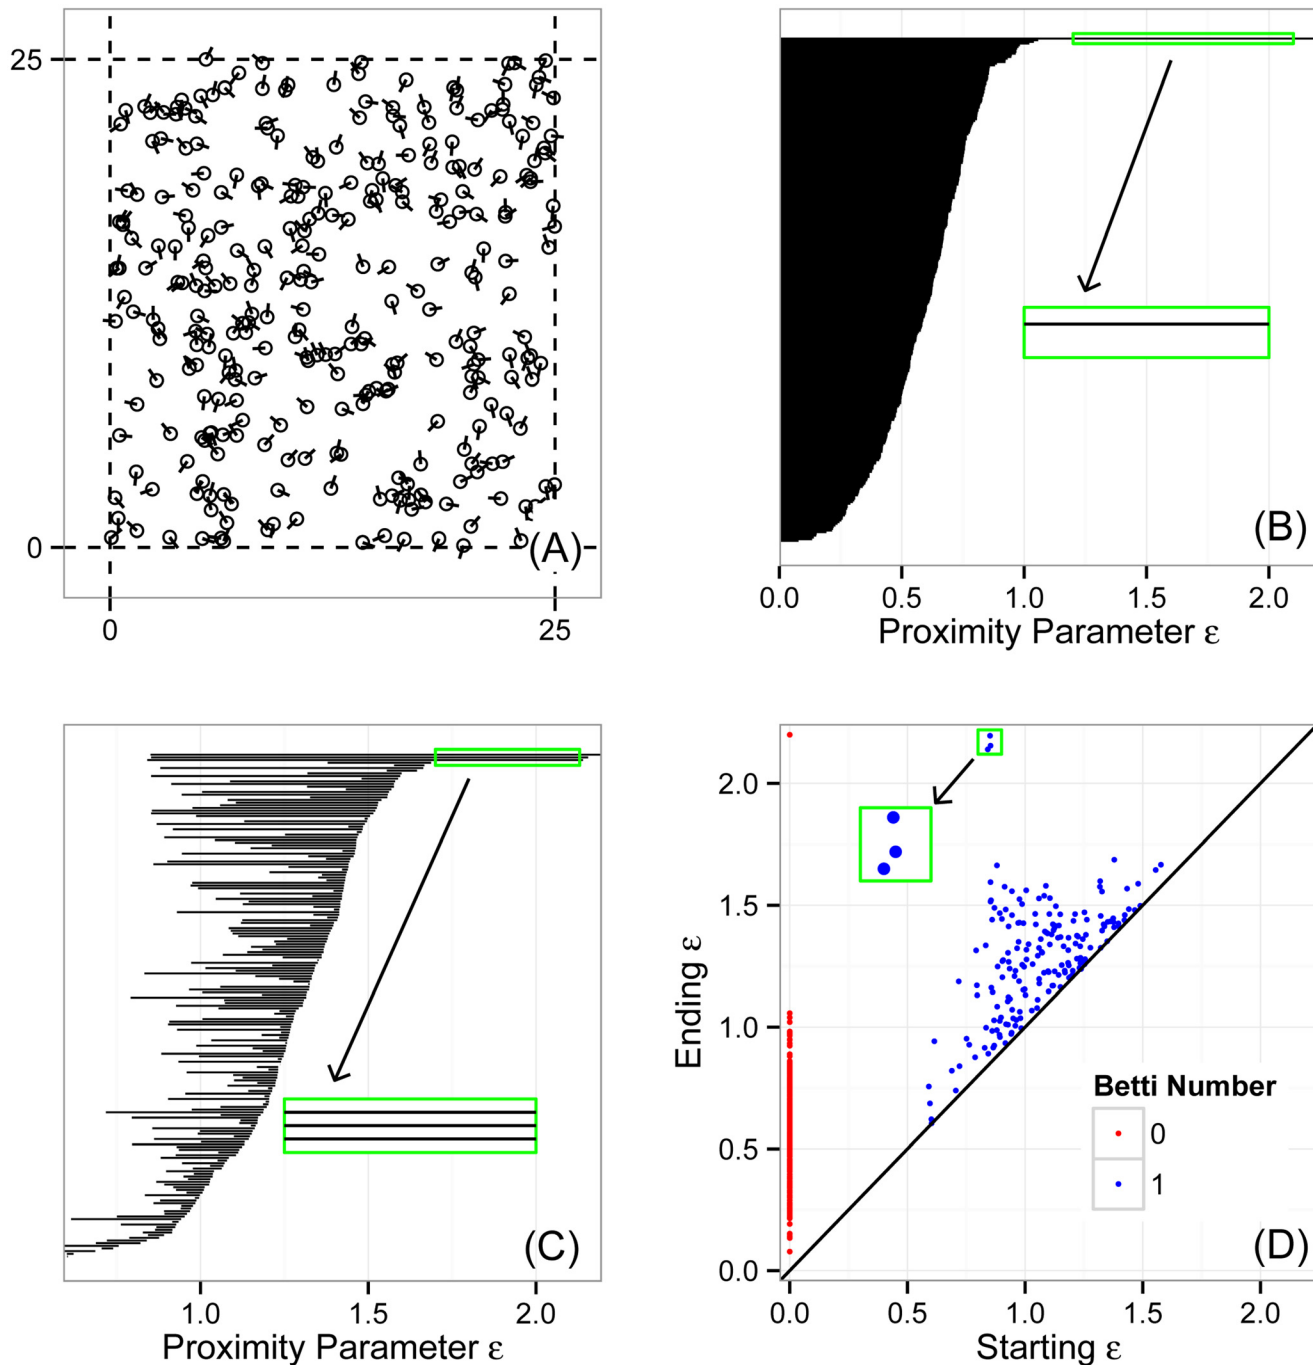 25
0
0 25
(A)
(B)
0.0 0.5 1.0 1.5 2.0
Proximity Parameter ε
(C)
1.0 1.5 2.0
Proximity Parameter ε
Ending ε
2.0
1.5
1.0
0.5
0.0
Betti Number
0
1
(D)
0.0 0.5 1.0 1.5 2.0
Starting ε